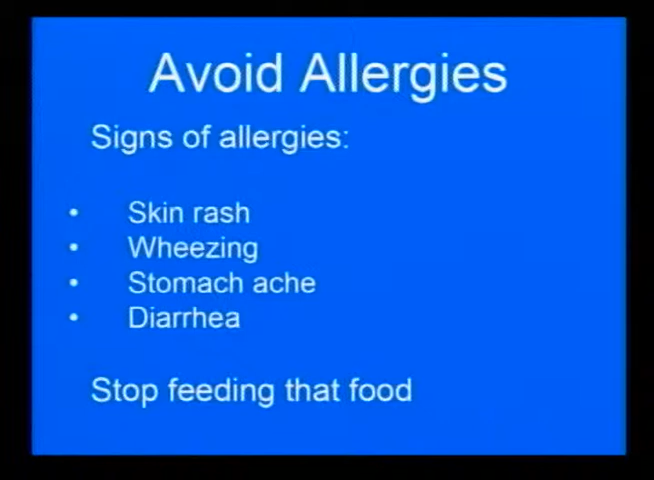 Avoid Allergies
Signs of allergies:
• Skin rash
• Wheezing
• Stomach ache
• Diarrhea
Stop feeding that food